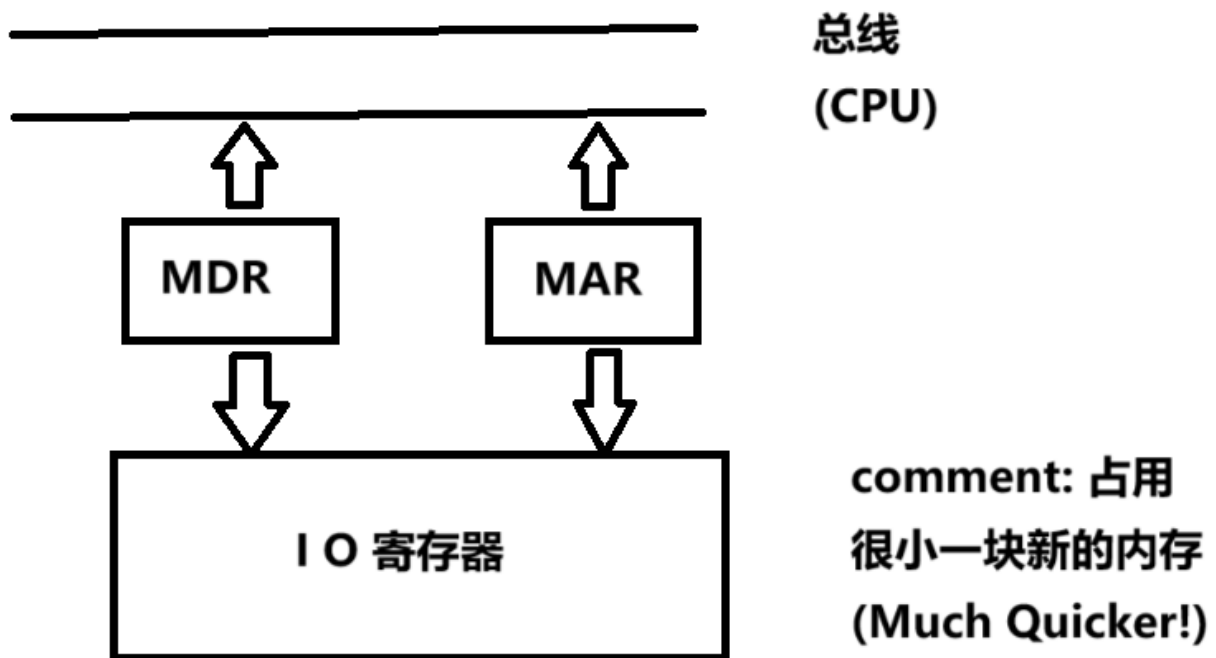 总线
(CPU)
MDR
MAR
I O 寄存器
comment: 占用
很小一块新的内存
(Much Quicker!)